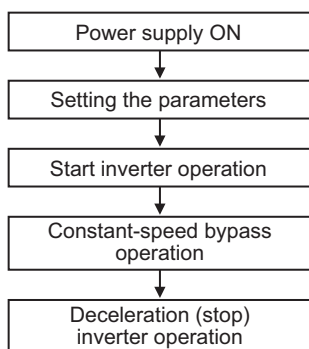 Power supply ON
Setting the parameters
Start inverter operation
Constant-speed bypass
operation
Deceleration (stop)
inverter operation